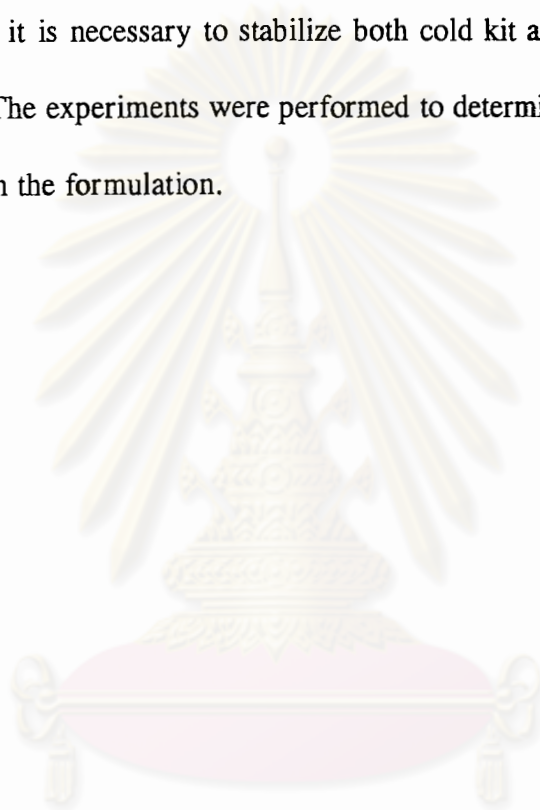 it is necessary to stabilize both cold kit a
The experiments were performed to determi
n the formulation.